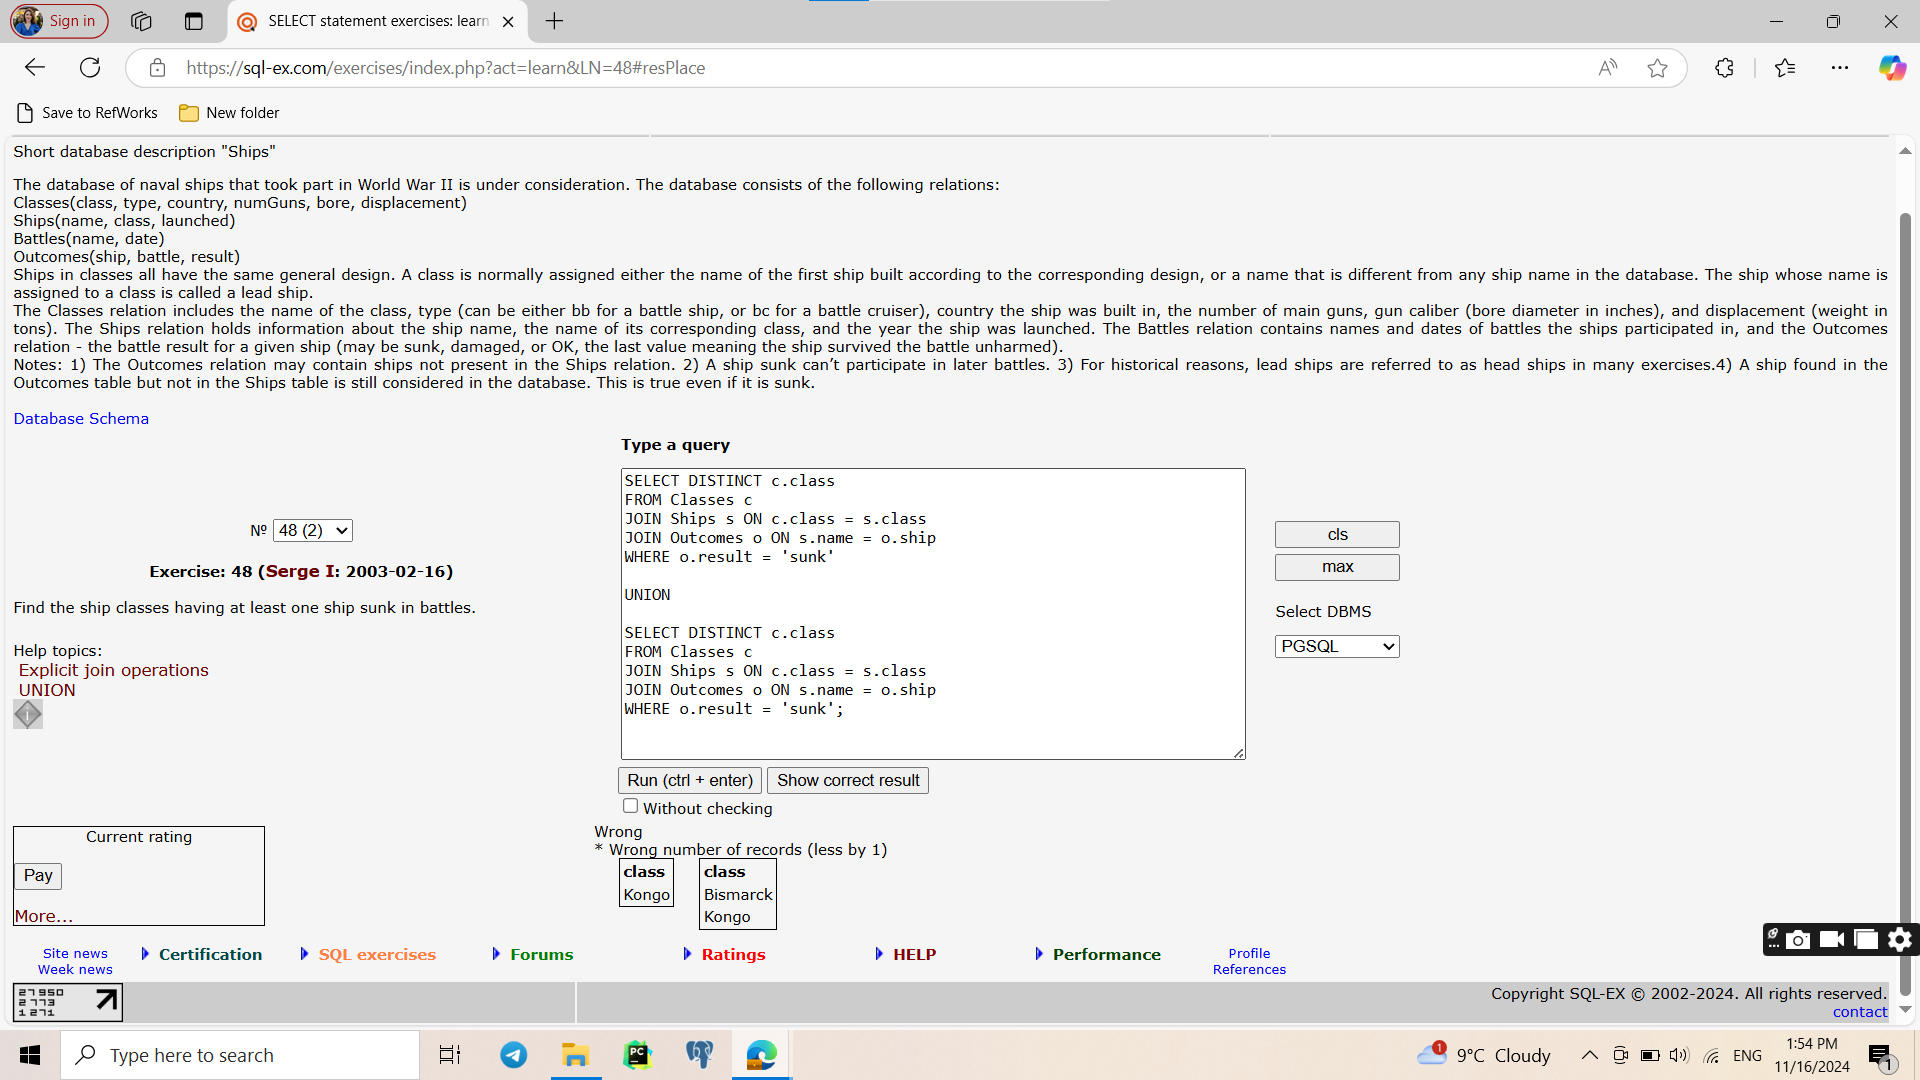 Sign in
SELECT statement exercises: learn
https://sql-ex.com/exercises/index.php?act=learn&LN=48#resPlace
Save to RefWorks
New folder
Short database description "Ships"
The database of naval ships that took part in World War II is under consideration. The database consists of the following relations:
Classes(class, type, country, numGuns, bore, displacement)
Ships(name, class, launched)
Battles(name, date)
Outcomes(ship, battle, result)
Ships in classes all have the same general design. A class is normally assigned either the name of the first ship built according to the corresponding design, or a name that is different from any ship name in the database. The ship whose name is
assigned to a class is called a lead ship.
The Classes relation includes the name of the class, type (can be either bb for a battle ship, or bc for a battle cruiser), country the ship was built in, the number of main guns, gun caliber (bore diameter in inches), and displacement (weight in
tons). The Ships relation holds information about the ship name, the name of its corresponding class, and the year the ship was launched. The Battles relation contains names and dates of battles the ships participated in, and the Outcomes
relation - the battle result for a given ship (may be sunk, damaged, or OK, the last value meaning the ship survived the battle unharmed).
Notes: 1) The Outcomes relation may contain ships not present in the Ships relation. 2) A ship sunk can't participate in later battles. 3) For historical reasons, lead ships are referred to as head ships in many exercises.4) A ship found in the
Outcomes table but not in the Ships table is still considered in the database. This is true even if it is sunk.
Database Schema
Type a query
№ 48 (2)
Exercise: 48 (Serge I: 2003-02-16)
Find the ship classes having at least one ship sunk in battles.
Help topics:
Explicit join operations
UNION
SELECT DISTINCT c.class
FROM Classes c
JOIN Ships s ON c.class = s.class
JOIN Outcomes o ON s.name = o.ship
WHERE o.result = 'sunk'
UNION
SELECT DISTINCT c.class
FROM Classes c
JOIN Ships s ON c.class = s.class
JOIN Outcomes o ON s.name = o.ship
WHERE o.result = 'sunk';
cls
max
Select DBMS
PGSQL
Run (ctrl + enter)
Show correct result
Without checking
Current rating
Pay
More...
Wrong
* Wrong number of records (less by 1)
class
Kongo
class
Bismarck
Kongo
Site news
Week news
Certification
SQL exercises
Forums
Ratings
HELP
Performance
Profile
References
27950
2773
1271
Copyright SQL-EX © 2002-2024. All rights reserved.
contact
Type here to search
PC
1
9°C Cloudy
ENG
1:54 PM
11/16/2024
1